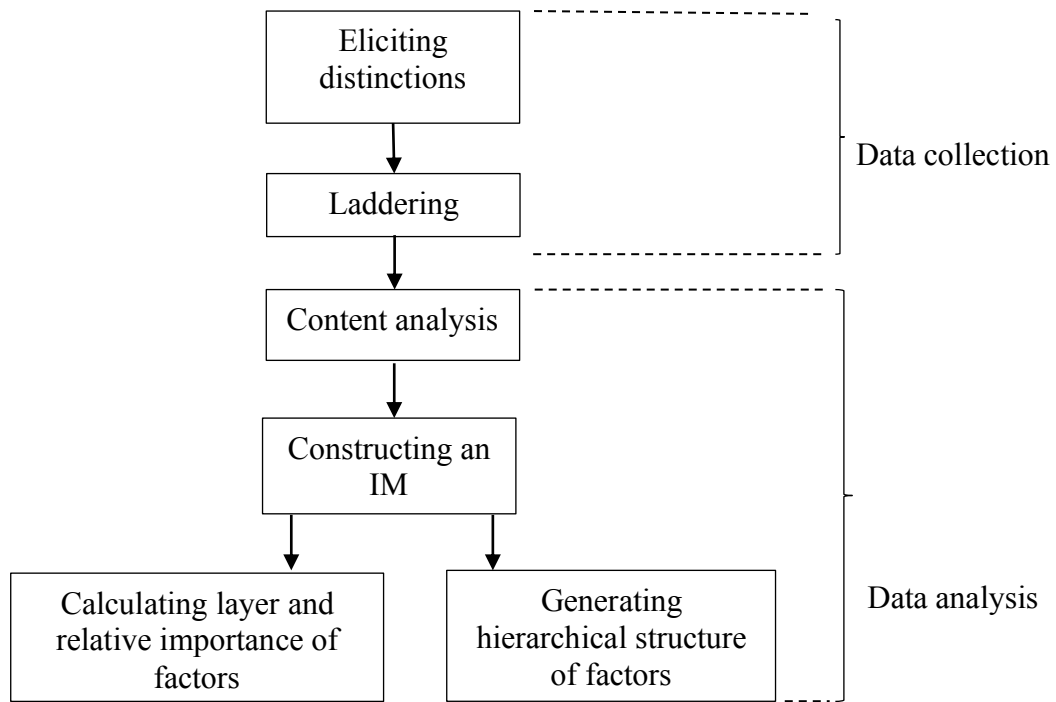 Eliciting
distinctions
Data collection
Laddering
Content analysis
Constructing an
IM
Calculating layer and
relative importance of
factors
Generating
hierarchical structure
of factors
Data analysis